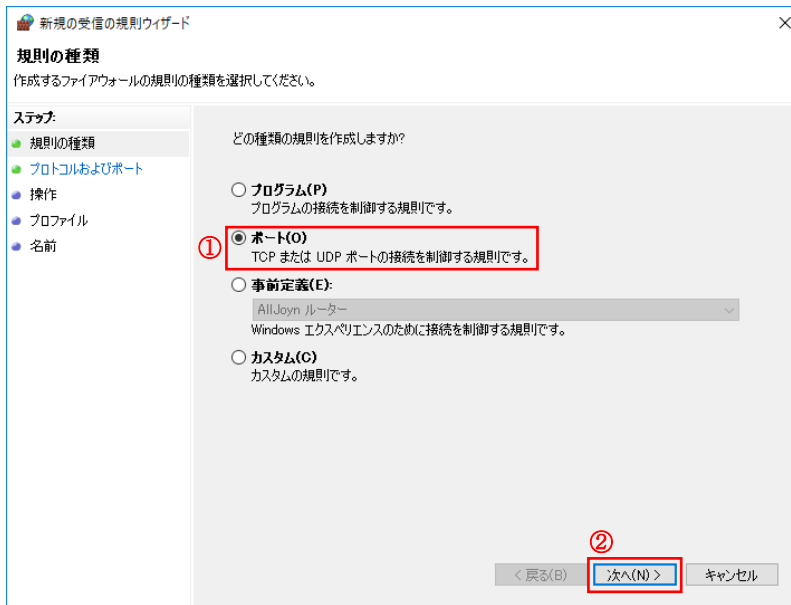 新規の受信の規則ウィザード
規則の種類
作成するファイアウォールの規則の種類を選択してください。
ステップ:
規則の種類
プロトコルおよびポート
操作
プロファイル
名前
どの種類の規則を作成しますか?
プログラム(P)
プログラムの接続を制御する規則です。
①
ポート(O)
TCP または UDP ポートの接続を制御する規則です。
事前定義(E):
AllJoyn ルーター
Windows エクスペリエンスのために接続を制御する規則です。
カスタム(C)
カスタムの規則です。
②
< 戻る(B) 次へ(N) > キャンセル